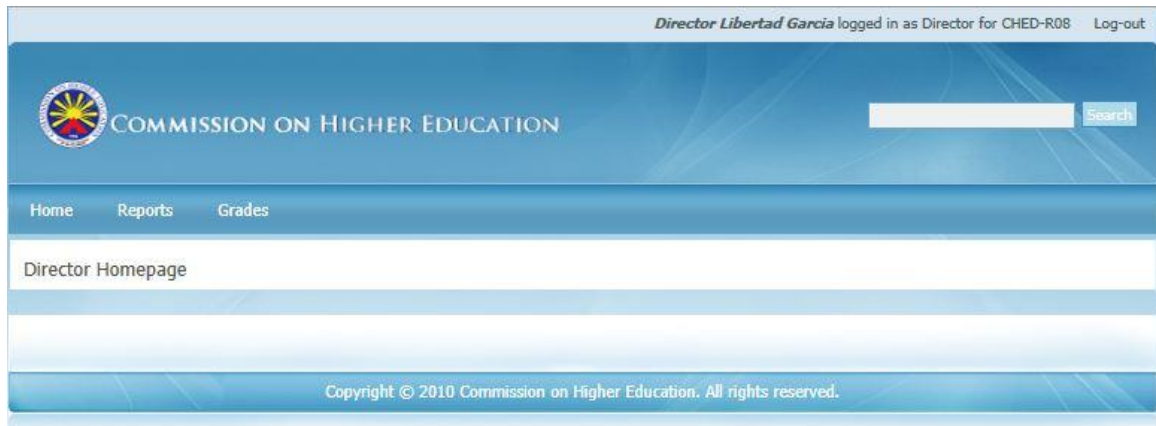 Director Libertad Garcia logged in as Director for CHED-R08 Log-out
COMMISSION ON HIGHER EDUCATION
Search
Home Reports Grades
Director Homepage
Copyright © 2010 Commission on Higher Education. All rights reserved.